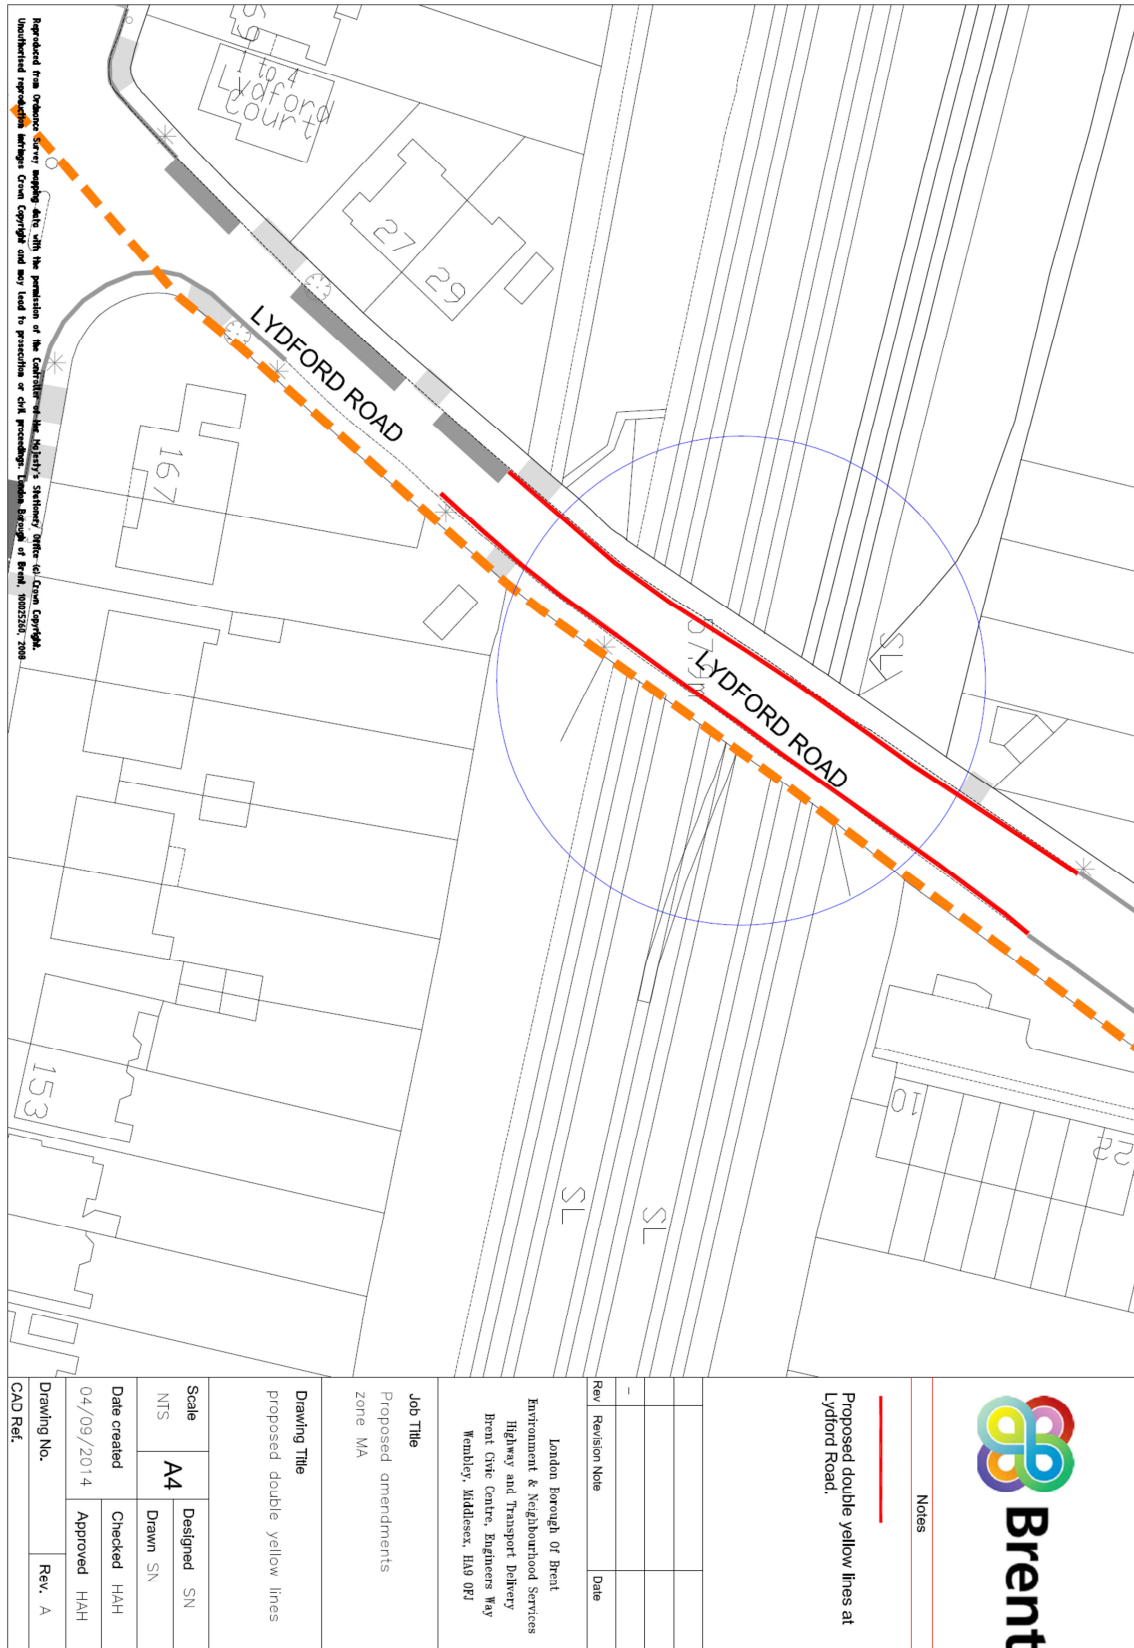 1 to 4
Lydford
Court
27
29
LYDFORD ROAD
167
57.9m
LYDFORD ROAD
SL
153
SL
SL
10
22
Reproduced from Ordnance Survey mapping data with the permission of the Controller of Her Majesty's Stationery Office (c) Crown Copyright.
Unauthorised reproduction infringes Crown Copyright and may lead to prosecution or civil proceedings. London Borough of Brent, 100025260, 2008
Brent
Notes
Proposed double yellow lines at
Lydford Road.
-
Rev
Revision Note
Date
London Borough Of Brent
Environment & Neighbourhood Services
Highway and Transport Delivery
Brent Civic Centre, Engineers Way
Wembley, Middlesex, HA9 0FJ
Job Title
Proposed amendments
zone MA
Drawing Title
proposed double yellow lines
Scale
NTS
A4
Designed SN
Drawn SN
Date created
04/09/2014
Checked HAH
Approved HAH
Drawing No.
Rev. A
CAD Ref.